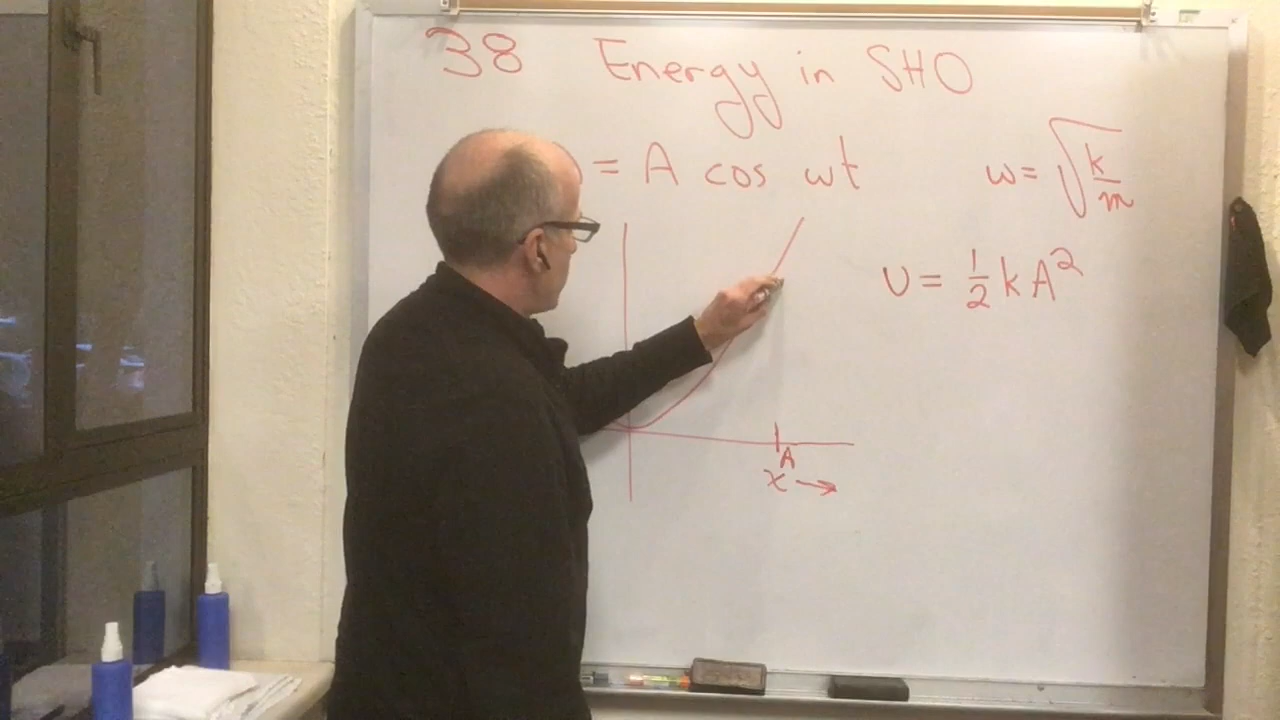 38 Energy in SHO
) = A cos ωt
ω = √k/m
U = 1/2 k A²
A
x →